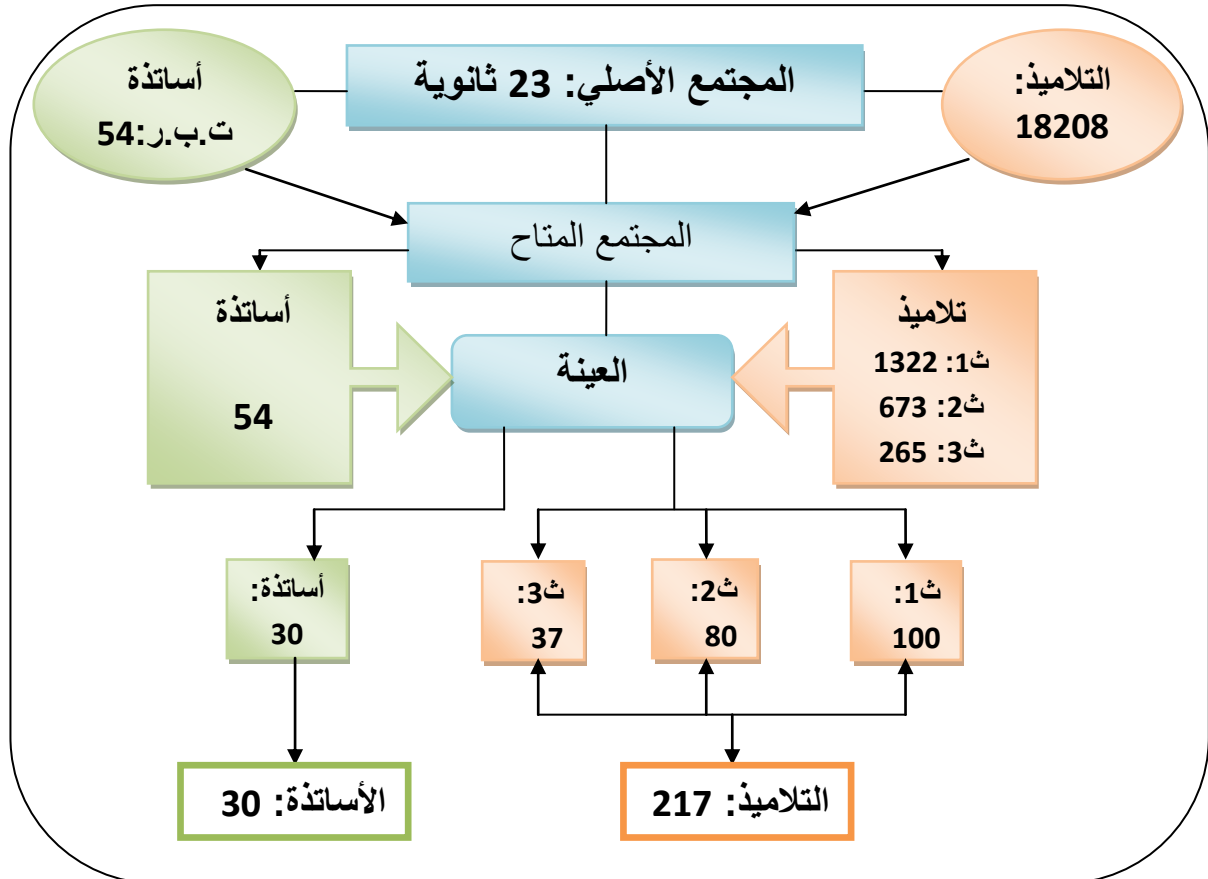 المجتمع الأصلي: 23 ثانوية
التلاميذ:
18208
أساتذة
ت.ب.ر:54
المجتمع المتاح
تلاميذ
ث1: 1322
ث2: 673
ث3: 265
العينة
أساتذة
54
ث1:
100
ث2:
80
ث3:
37
أساتذة:
30
التلاميذ: 217
الأساتذة: 30